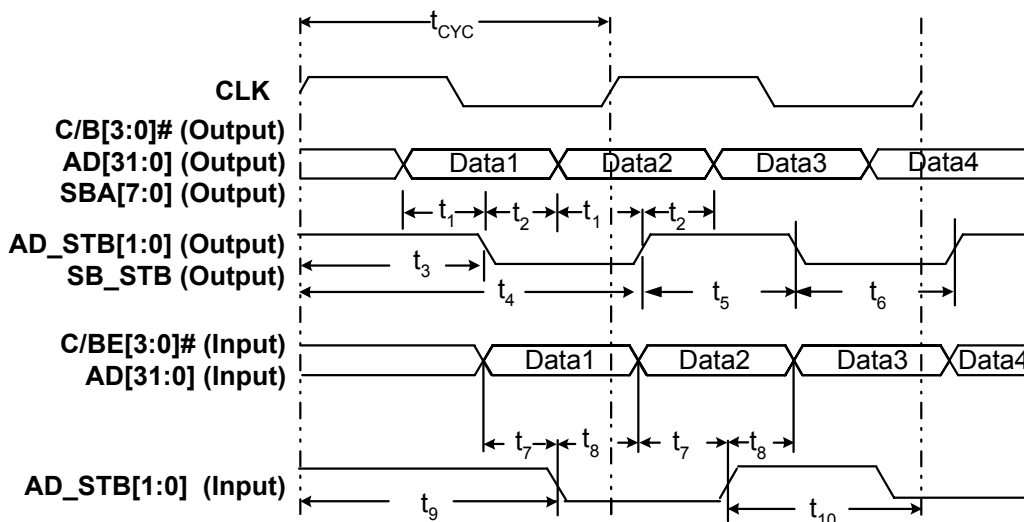 tCYC
CLK
C/B[3:0]# (Output)
AD[31:0] (Output)
SBA[7:0] (Output)
Data1 Data2 Data3 Data4
t1 t2 t1 t2
AD_STB[1:0] (Output)
SB_STB (Output)
t3
t4 t5 t6
C/BE[3:0]# (Input)
AD[31:0] (Input)
Data1 Data2 Data3 Data4
t7 t8 t7 t8
AD_STB[1:0] (Input)
t9 t10